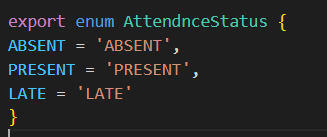 export enum AttendnceStatus {
ABSENT = 'ABSENT',
PRESENT = 'PRESENT',
LATE = 'LATE'
}